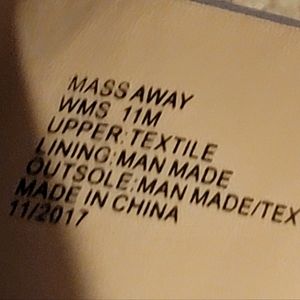 MASS AWAY
WMS 11M
UPPER:TEXTILE
LINING:MAN MADE
OUTSOLE:MAN MADE/TEX
MADE IN CHINA
11/2017